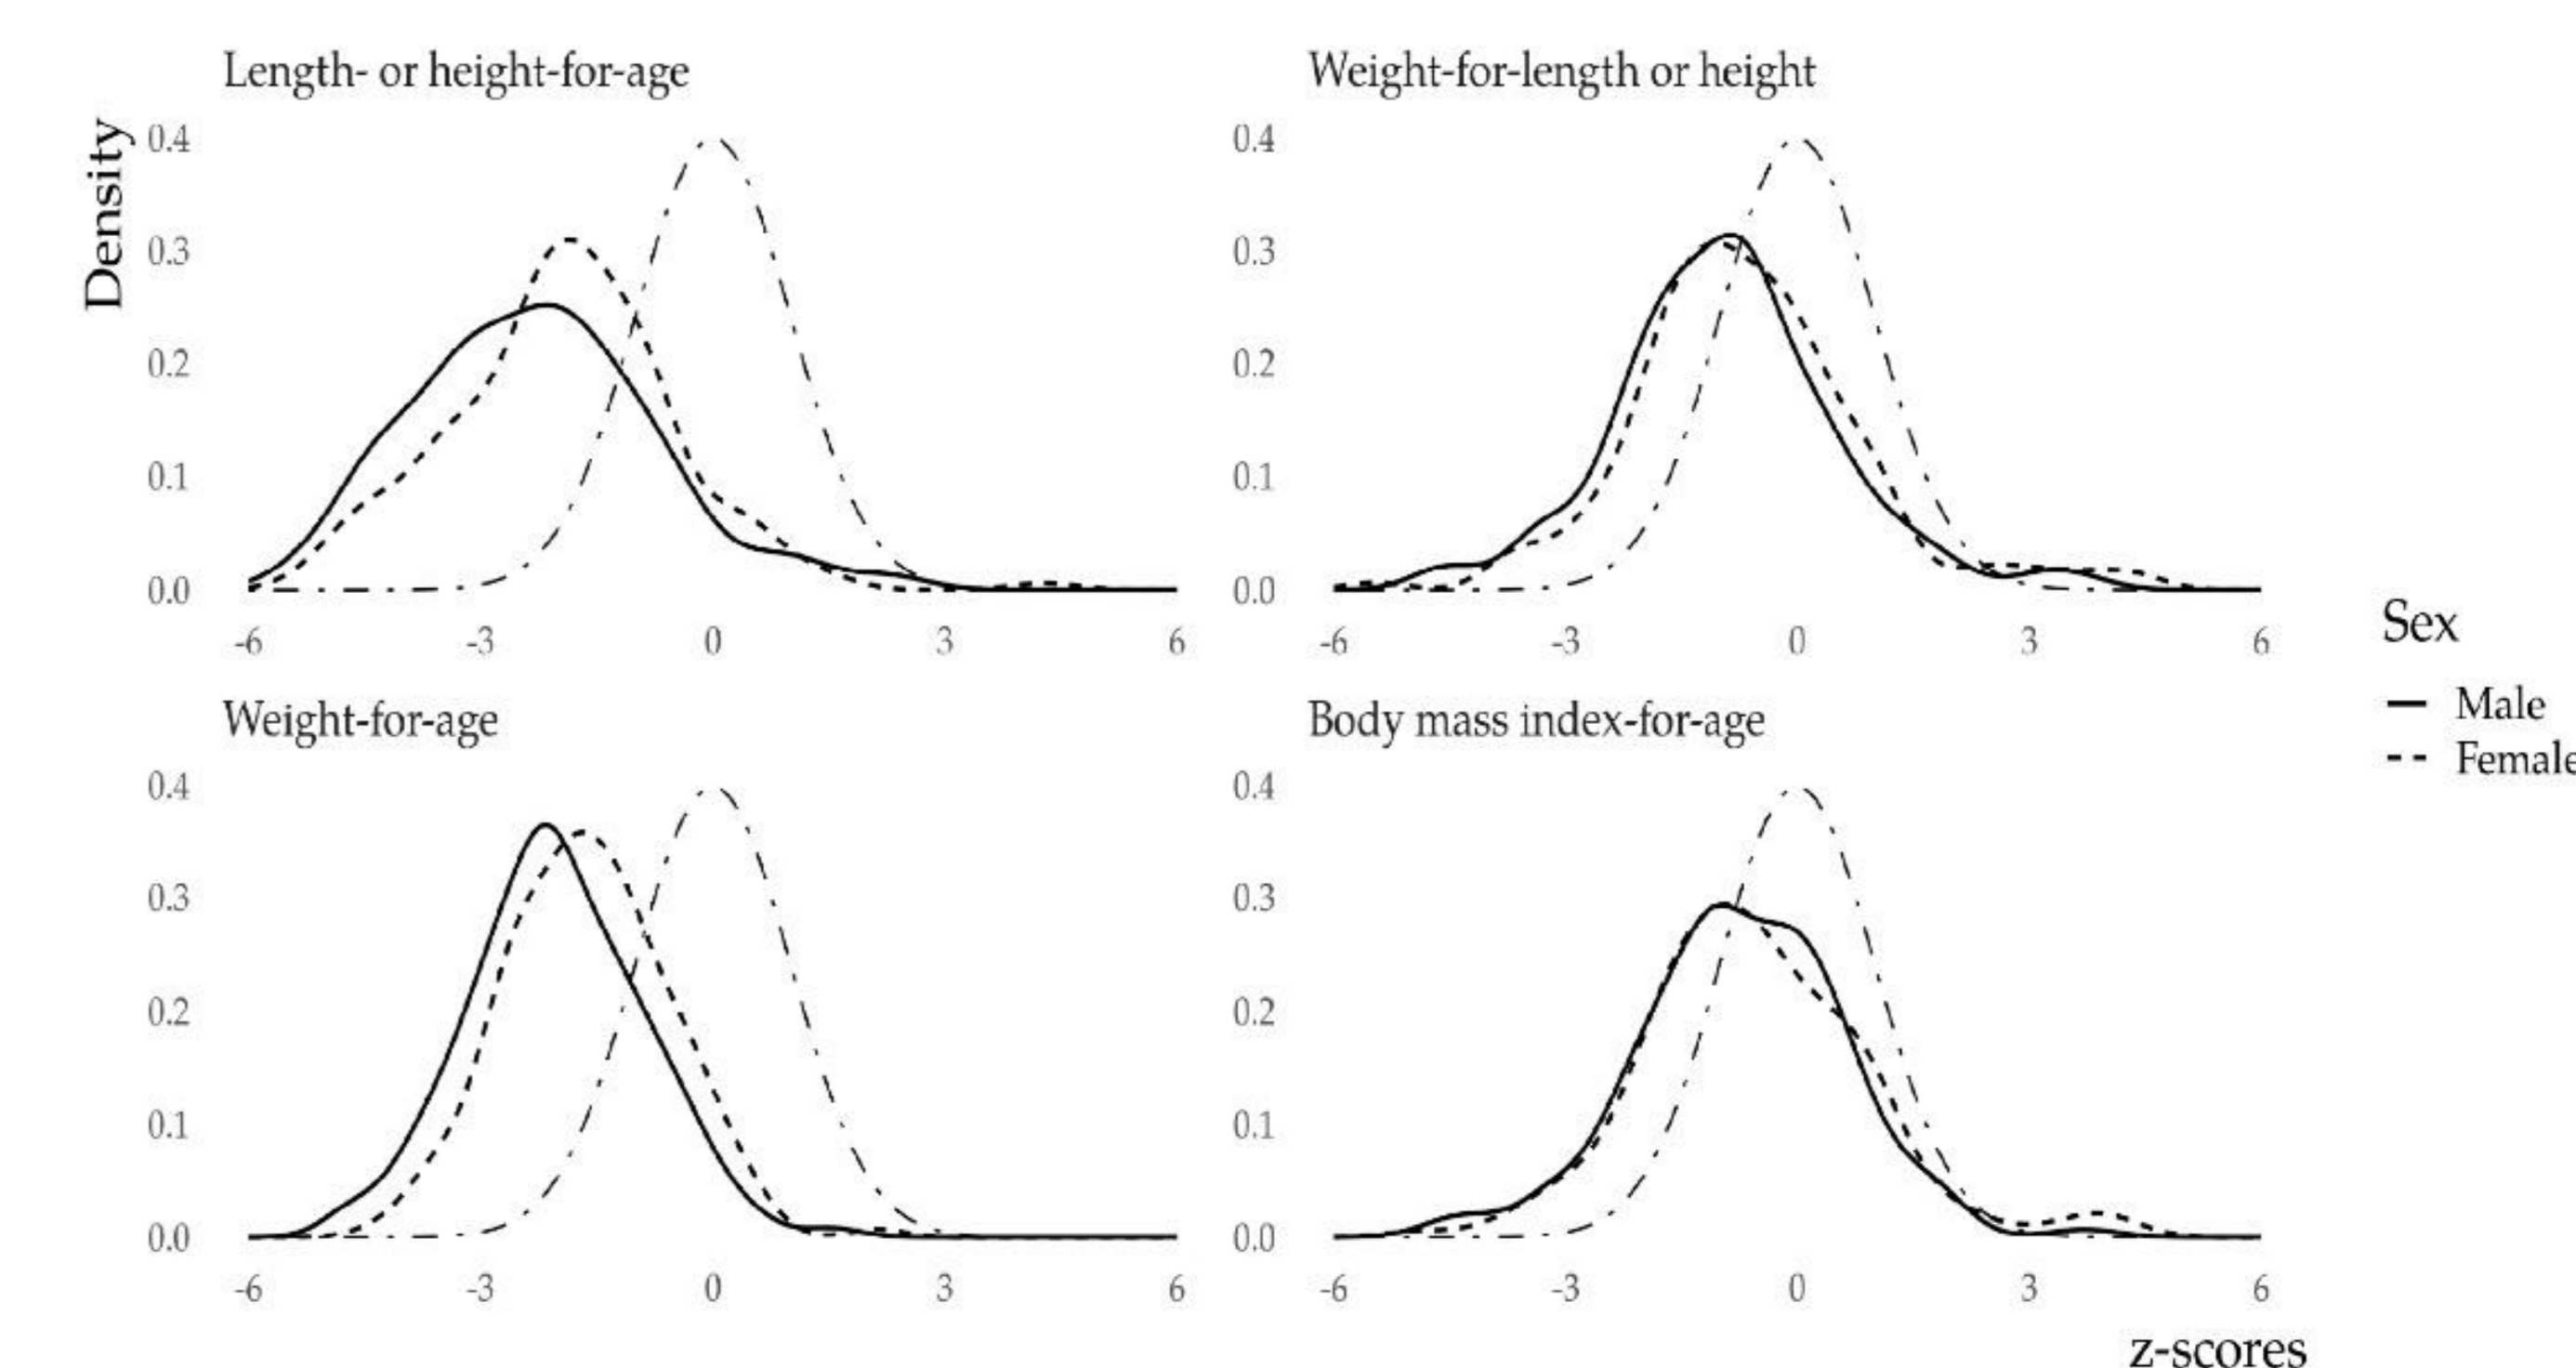 Length- or height-for-age
Density
0.4
0.3
0.2
0.1
0.0
-6 -3 0 3 6
Weight-for-length or height
0.4
0.3
0.2
0.1
0.0
-6 -3 0 3 6
Weight-for-age
0.4
0.3
0.2
0.1
0.0
-6 -3 0 3 6
Body mass index-for-age
0.4
0.3
0.2
0.1
0.0
-6 -3 0 3 6
z-scores
Sex
Male
Female